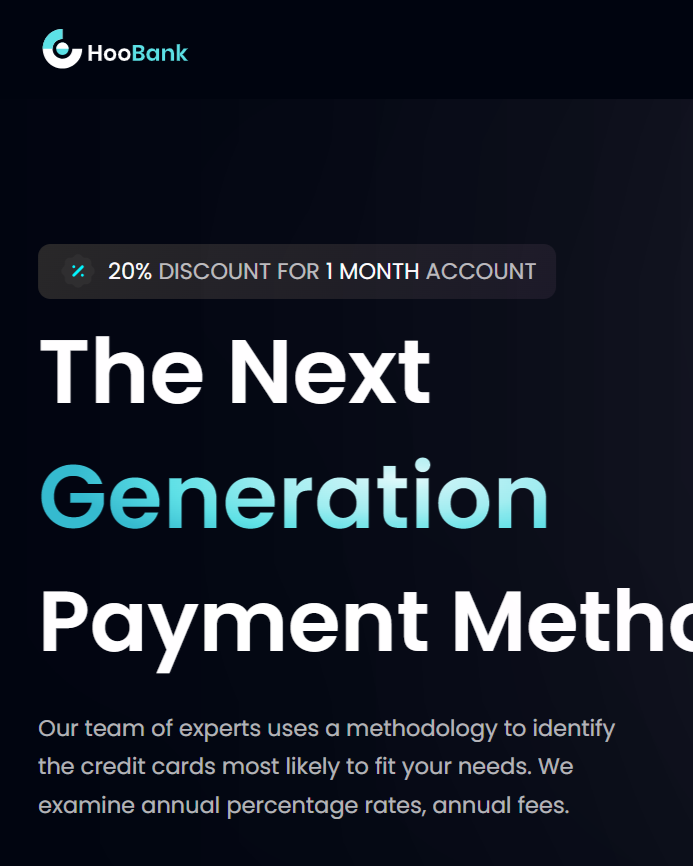 HooBank
20% DISCOUNT FOR 1 MONTH ACCOUNT
The Next
Generation
Payment Metho
Our team of experts uses a methodology to identify
the credit cards most likely to fit your needs. We
examine annual percentage rates, annual fees.